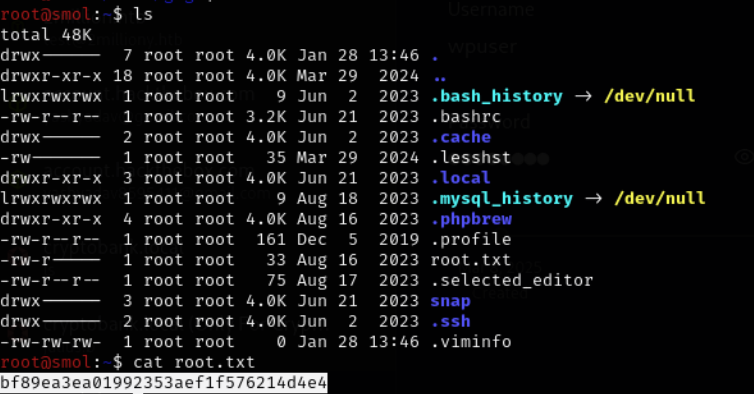 Username
root@smol:~$ ls
total 48K
wpuser
drwx------ 7 root root 4.0K Jan 28 13:46 .
drwxr-xr-x 18 root root 4.0K Mar 29 2024 ..
lrwxrwxrwx 1 root root 9 Jun 2 2023 .bash_history -> /dev/null
-rw-r--r-- 1 root root 3.2K Jun 21 2023 .bashrc
drwx------ 2 root root 4.0K Jun 2 2023 .cache
-rw------- 1 root root 35 Mar 29 2024 .lesshst
drwxr-xr-x 3 root root 4.0K Jun 21 2023 .local
lrwxrwxrwx 1 root root 9 Aug 18 2023 .mysql_history -> /dev/null
drwxr-xr-x 4 root root 4.0K Aug 16 2023 .phpbrew
-rw-r--r-- 1 root root 161 Dec 5 2019 .profile
-rw-r----- 1 root root 33 Aug 16 2023 root.txt
-rw-r--r-- 1 root root 75 Aug 17 2023 .selected_editor
drwx------ 3 root root 4.0K Jun 21 2023 snap
drwx------ 2 root root 4.0K Jun 2 2023 .ssh
-rw-rw-rw- 1 root root 0 Jan 28 13:46 .viminfo
root@smol:~$ cat root.txt
bf89ea3ea01992353aef1f576214d4e4